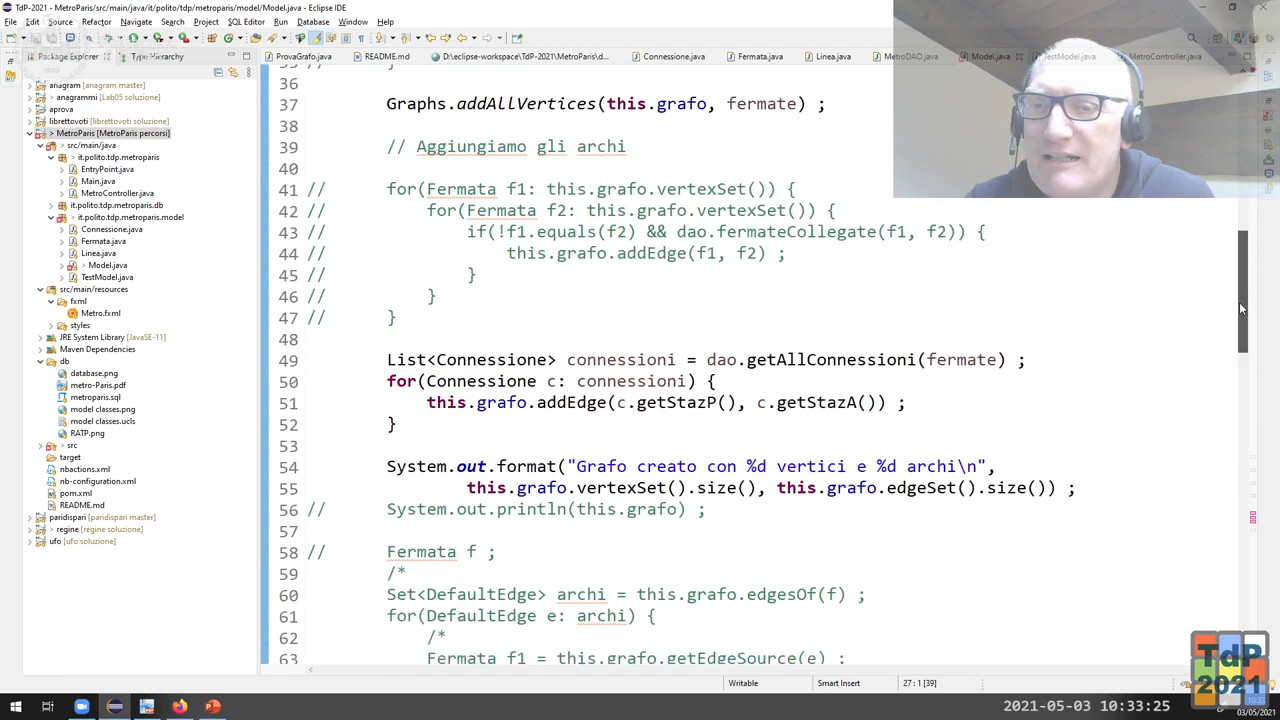 TdP-2021 - MetroParis/src/main/java/it/polito/tdp/metroparis/model/Model.java - Eclipse IDE
File Edit Source Refactor Navigate Search Project SQL Editor Run Database Window Help
Package Explorer Type Hierarchy
ProvaGrafo.java README.md D:\eclipse-workspace\TdP-2021\MetroParis\d... Connessione.java Fermata.java Linea.java MetroDAO.java Model.java TestModel.java MetroController.java
anagram [anagram master]
> anagrammi [Lab05 soluzione]
aprova
librettovoti [librettovoti soluzione]
> MetroParis [MetroParis percorsi]
> src/main/java
it.polito.tdp.metroparis
EntryPoint.java
Main.java
MetroController.java
it.polito.tdp.metroparis.db
> it.polito.tdp.metroparis.model
Connessione.java
Fermata.java
Linea.java
> Model.java
TestModel.java
src/main/resources
fxml
Metro.fxml
styles
JRE System Library [JavaSE-11]
Maven Dependencies
db
database.png
metro-Paris.pdf
metroparis.sql
model classes.png
model classes.ucls
RATP.png
> src
target
nbactions.xml
nb-configuration.xml
pom.xml
README.md
paridispari [paridispari master]
> regine [regine soluzione]
ufo [ufo soluzione]
36
37 Graphs.addAllVertices(this.grafo, fermate) ;
38
39 // Aggiungiamo gli archi
40
41 // for(Fermata f1: this.grafo.vertexSet()) {
42 // for(Fermata f2: this.grafo.vertexSet()) {
43 // if(!f1.equals(f2) && dao.fermateCollegate(f1, f2)) {
44 // this.grafo.addEdge(f1, f2) ;
45 // }
46 // }
47 // }
48
49 List<Connessione> connessioni = dao.getAllConnessioni(fermate) ;
50 for(Connessione c: connessioni) {
51 this.grafo.addEdge(c.getStazP(), c.getStazA()) ;
52 }
53
54 System.out.format("Grafo creato con %d vertici e %d archi\n",
55 this.grafo.vertexSet().size(), this.grafo.edgeSet().size()) ;
56 // System.out.println(this.grafo) ;
57
58 // Fermata f ;
59 /*
60 Set<DefaultEdge> archi = this.grafo.edgesOf(f) ;
61 for(DefaultEdge e: archi) {
62 /*
63 Fermata f1 = this.grafo.getEdgeSource(e) ;
Writable Smart Insert 27 : 1 [39]
TdP
2021
2021-05-03 10:33:25
03/05/2021